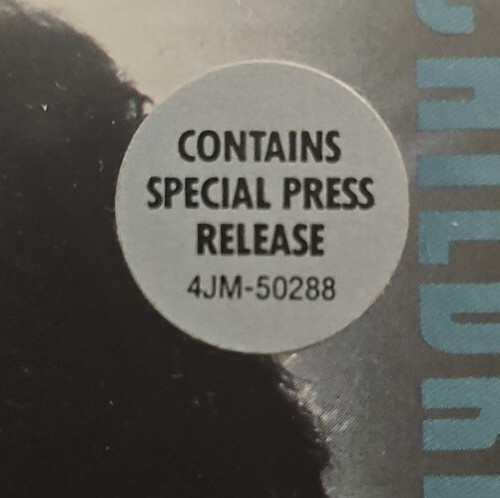 CONTAINS
SPECIAL PRESS
RELEASE
4JM-50288